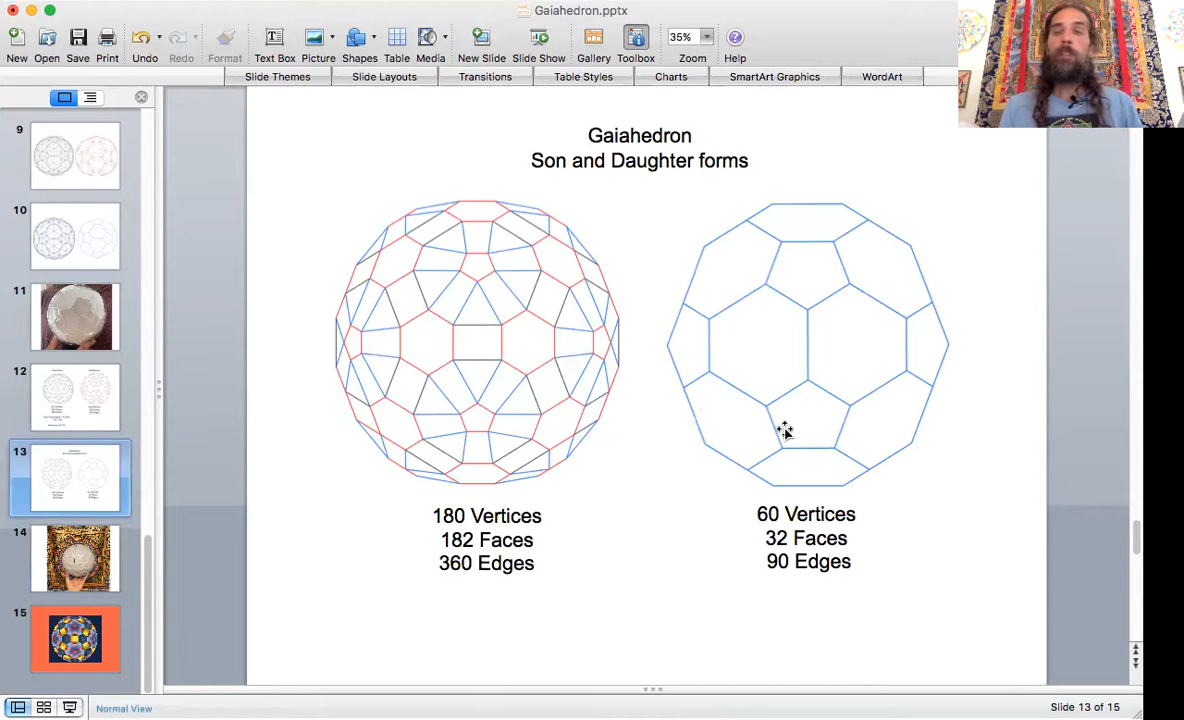 Gaiahedron.pptx
New Open Save Print Undo Redo Format Text Box Picture Shapes Table Media New Slide Slide Show Gallery Toolbox 35% Zoom Help
Slide Themes Slide Layouts Transitions Table Styles Charts SmartArt Graphics WordArt
9
10
11
12
13
14
15
Gaiahedron
Son and Daughter forms
180 Vertices
182 Faces
360 Edges
60 Vertices
32 Faces
90 Edges
Normal View
Slide 13 of 15